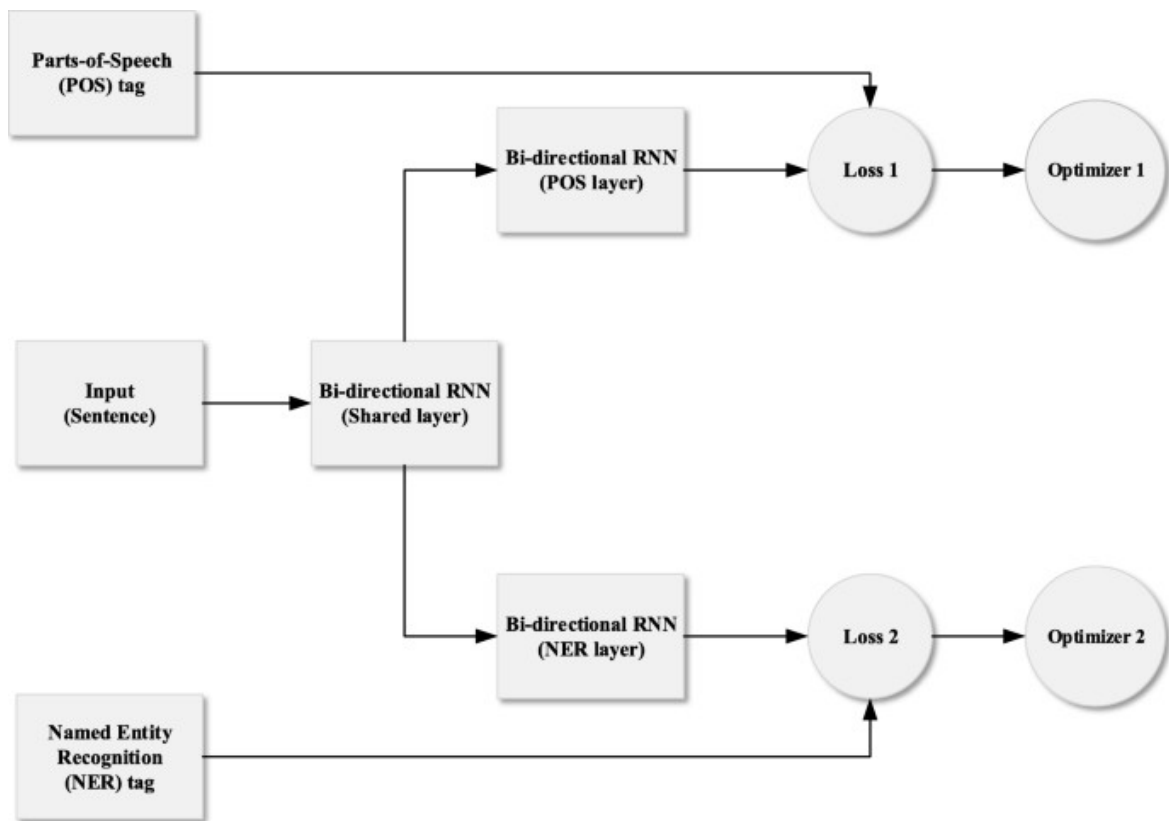 Parts-of-Speech
(POS) tag
Bi-directional RNN
(POS layer)
Loss 1
Optimizer 1
Input
(Sentence)
Bi-directional RNN
(Shared layer)
Bi-directional RNN
(NER layer)
Loss 2
Optimizer 2
Named Entity
Recognition
(NER) tag